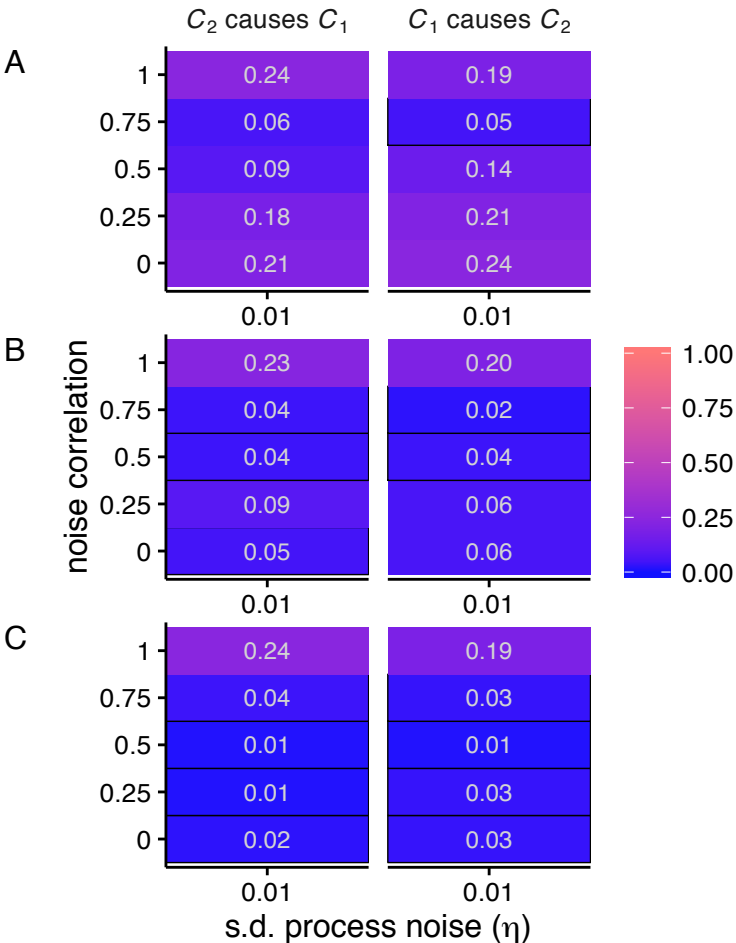 C₂ causes C₁ C₁ causes C₂
A
1 0.24 0.19
0.75 0.06 0.05
0.5 0.09 0.14
0.25 0.18 0.21
0 0.21 0.24
0.01 0.01
B
noise correlation
1 0.23 0.20
0.75 0.04 0.02
0.5 0.04 0.04
0.25 0.09 0.06
0 0.05 0.06
0.01 0.01
1.00
0.75
0.50
0.25
0.00
C
1 0.24 0.19
0.75 0.04 0.03
0.5 0.01 0.01
0.25 0.01 0.03
0 0.02 0.03
0.01 0.01
s.d. process noise (η)